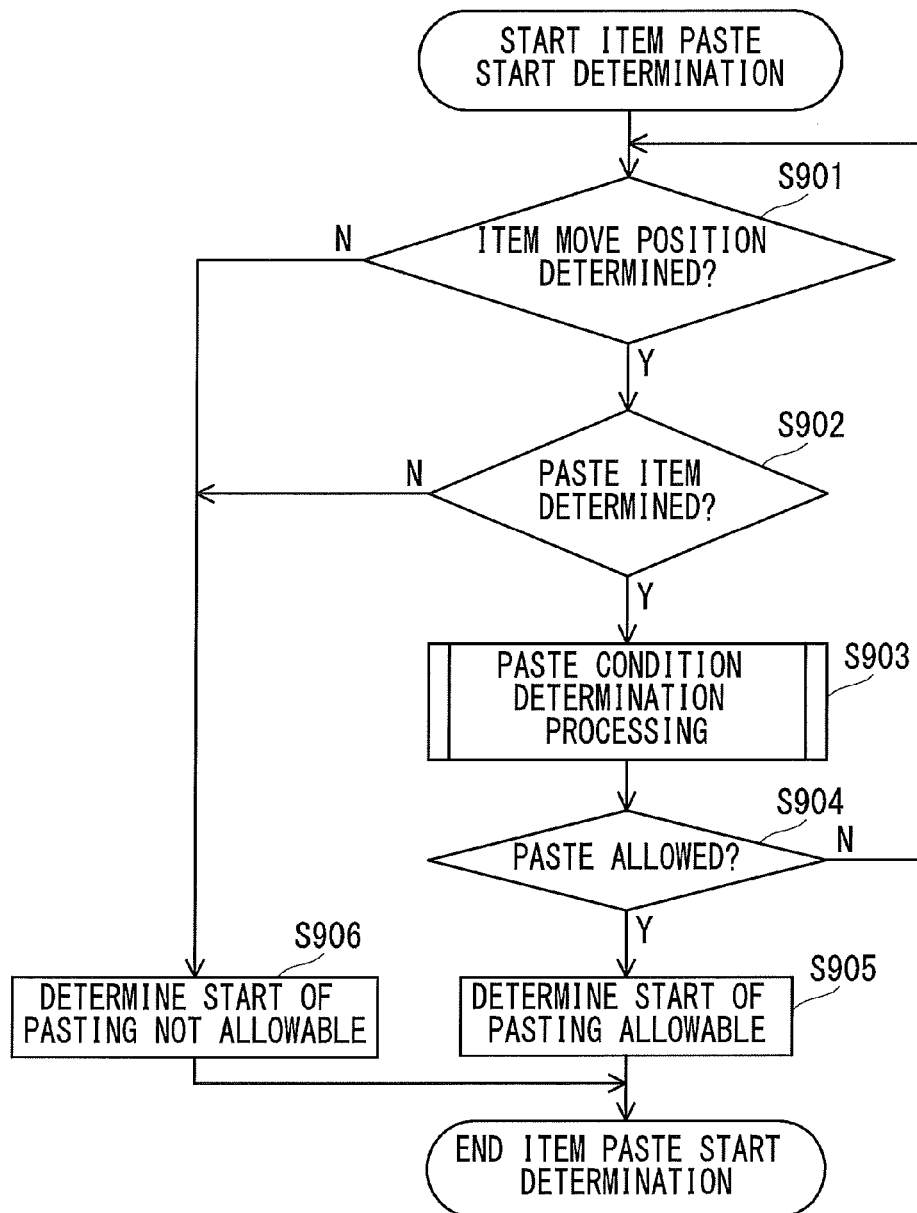 START ITEM PASTE
START DETERMINATION
S901
N
ITEM MOVE POSITION
DETERMINED?
Y
S902
N
PASTE ITEM
DETERMINED?
Y
S903
PASTE CONDITION
DETERMINATION
PROCESSING
S904
N
PASTE ALLOWED?
Y
S906
S905
DETERMINE START OF
PASTING NOT ALLOWABLE
DETERMINE START OF
PASTING ALLOWABLE
END ITEM PASTE START
DETERMINATION